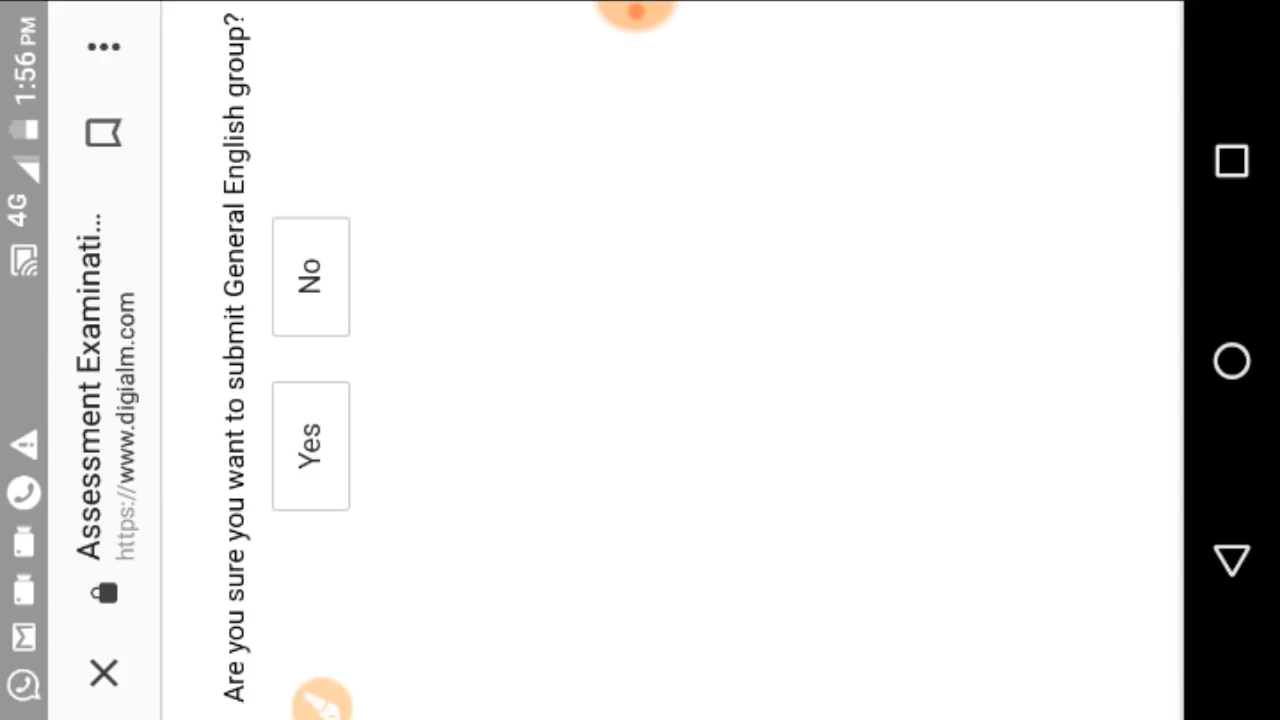 4G 1:56 PM
Assessment Examinati...
https://www.digialm.com
Are you sure you want to submit General English group?
Yes No